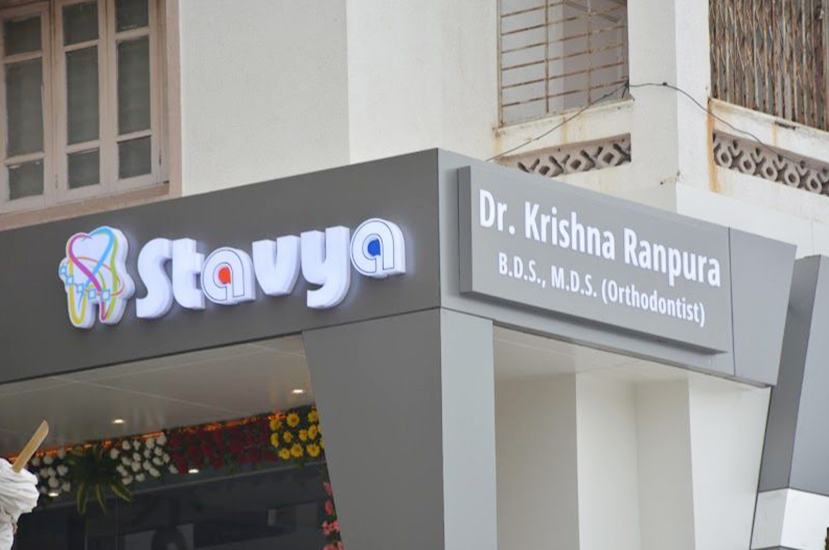 Stavya
Dr. Krishna Ranpura
B.D.S., M.D.S. (Orthodontist)